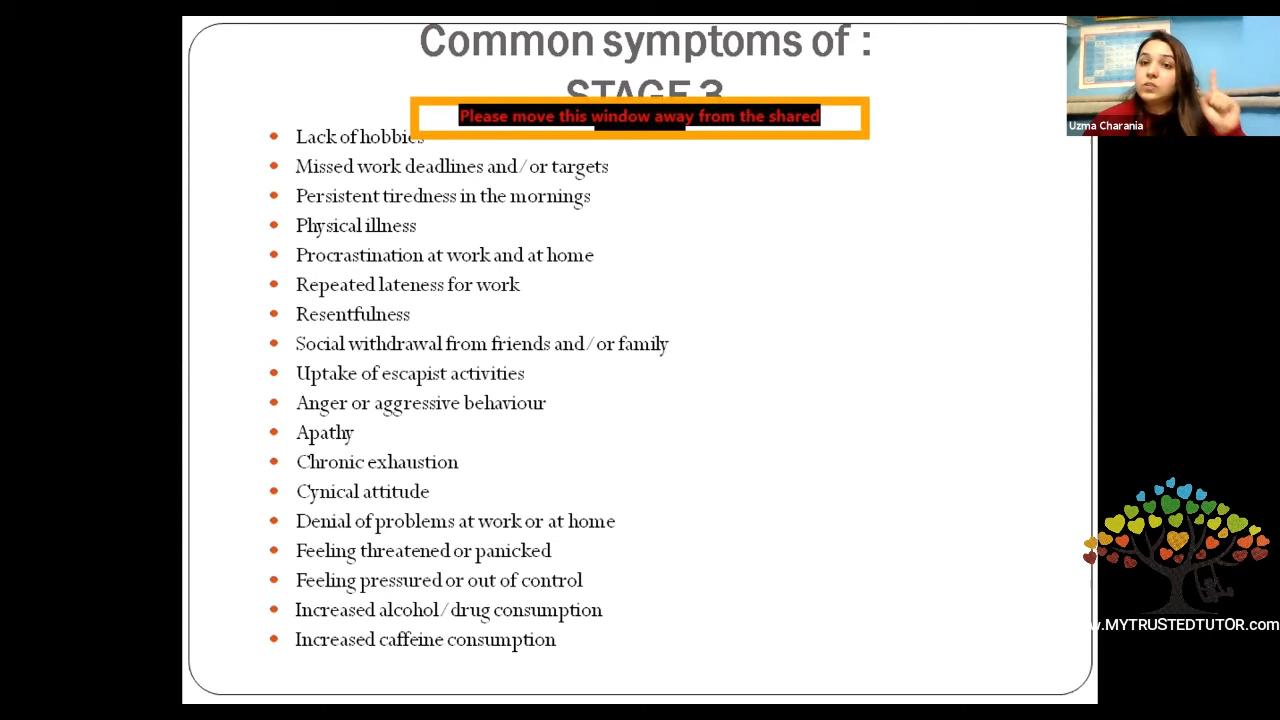 Common symptoms of :
STAGE 3
Please move this window away from the shared
Uzma Charania
Lack of hobbies
Missed work deadlines and/or targets
Persistent tiredness in the mornings
Physical illness
Procrastination at work and at home
Repeated lateness for work
Resentfulness
Social withdrawal from friends and/or family
Uptake of escapist activities
Anger or aggressive behaviour
Apathy
Chronic exhaustion
Cynical attitude
Denial of problems at work or at home
Feeling threatened or panicked
Feeling pressured or out of control
Increased alcohol/drug consumption
Increased caffeine consumption
w.MYTRUSTEDTUTOR.com